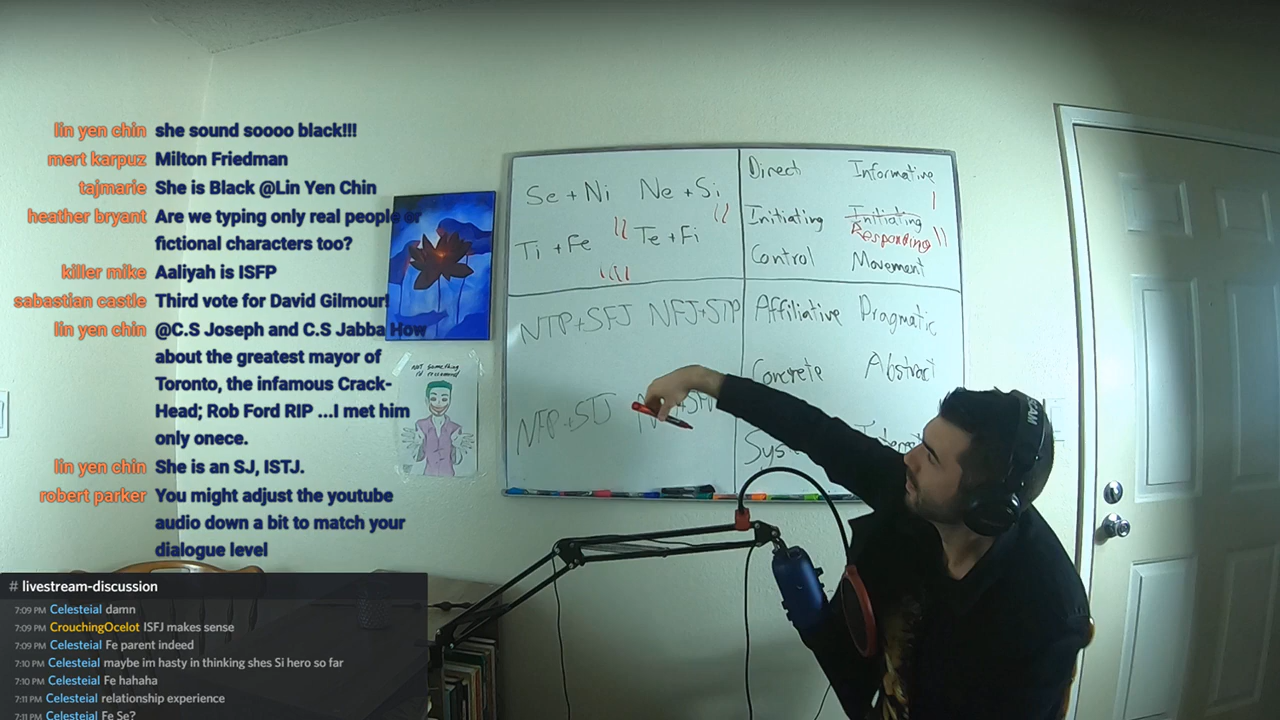 lin yen chin she sound soooo black!!!
mert karpuz Milton Friedman
tajmarie She is Black @Lin Yen Chin
heather bryant Are we typing only real people or
fictional characters too?
killer mike Aaliyah is ISFP
sabastian castle Third vote for David Gilmour!
lin yen chin @C.S Joseph and C.S Jabba How
about the greatest mayor of
Toronto, the infamous Crack-
Head; Rob Ford RIP ...I met him
only onece.
lin yen chin She is an SJ, ISTJ.
robert parker You might adjust the youtube
audio down a bit to match your
dialogue level
# livestream-discussion
7:09 PM Celesteial damn
7:09 PM CrouchingOcelot ISFJ makes sense
7:09 PM Celesteial Fe parent indeed
7:10 PM Celesteial maybe im hasty in thinking shes Si hero so far
7:10 PM Celesteial Fe hahaha
7:11 PM Celesteial relationship experience
7:11 PM Celesteial Fe Se?
NOT something
I'd recommend
Se + Ni Ne + Si
Ti + Fe Te + Fi
NTP+SFJ NFJ+STP
NFP+STJ
Direct Informative
Initiating Initiating
Responding
Control Movement
Affiliative Pragmatic
Concrete Abstract